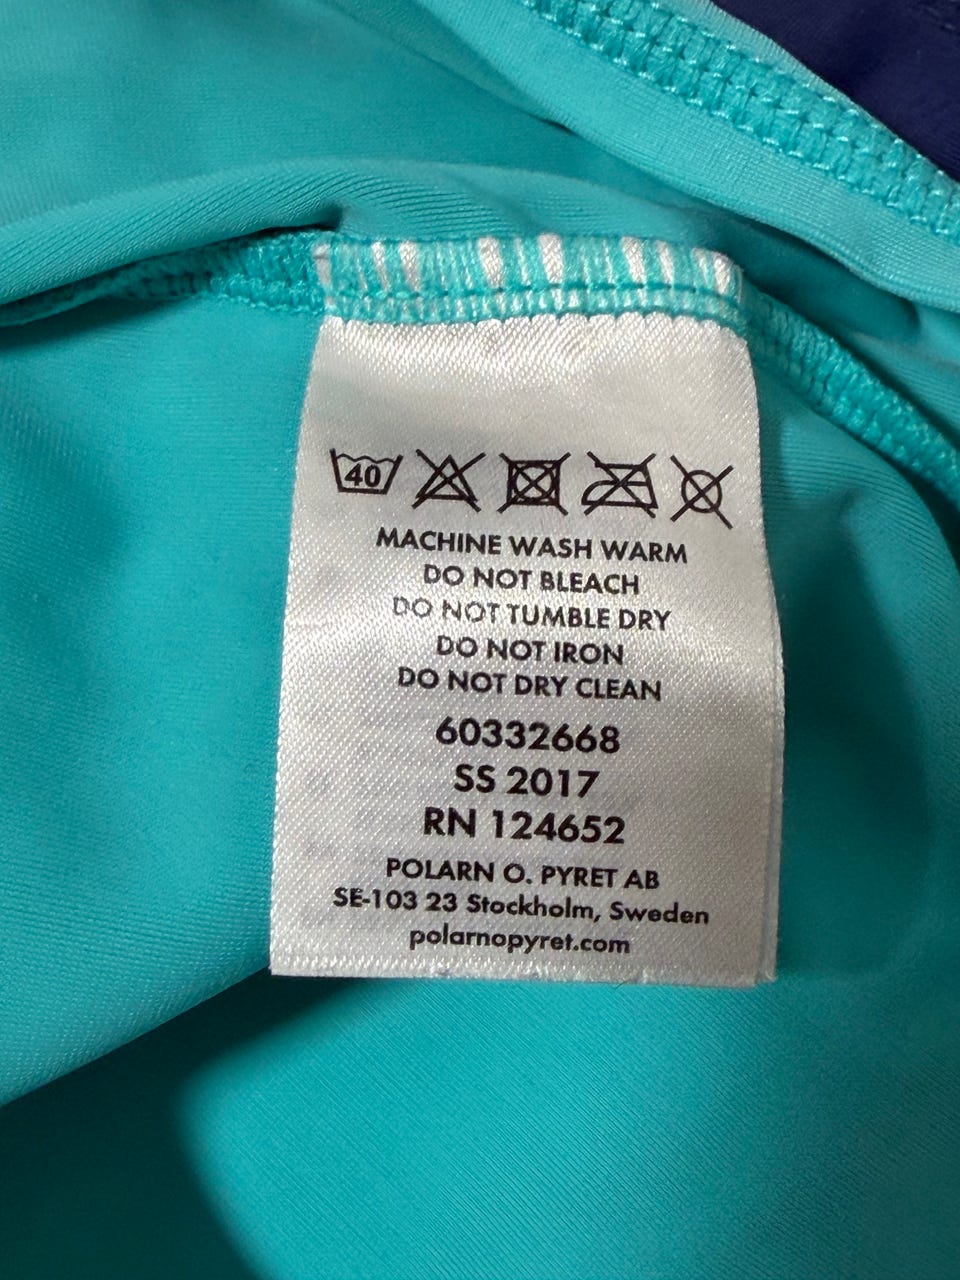 40
MACHINE WASH WARM
DO NOT BLEACH
DO NOT TUMBLE DRY
DO NOT IRON
DO NOT DRY CLEAN
60332668
SS 2017
RN 124652
POLARN O. PYRET AB
SE-103 23 Stockholm, Sweden
polarnopyret.com